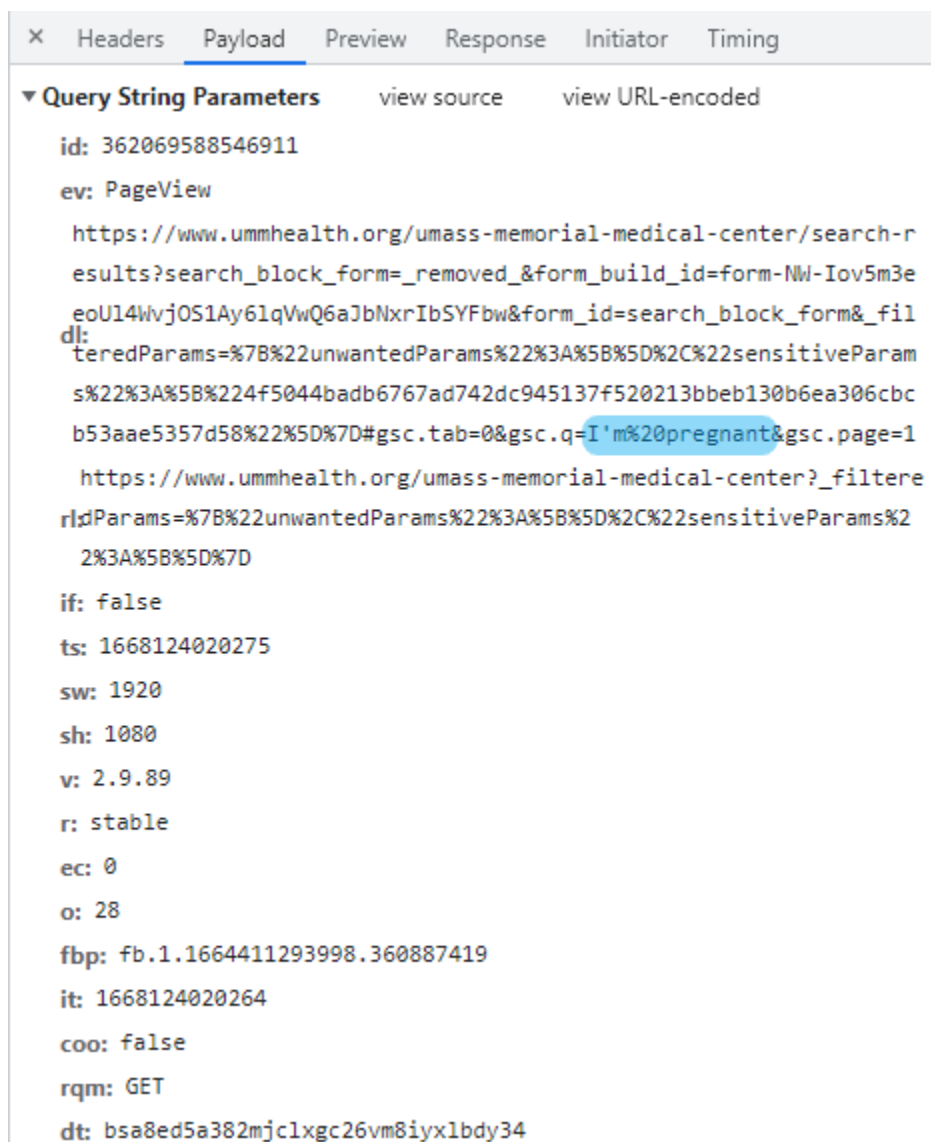 × Headers Payload Preview Response Initiator Timing
▼ Query String Parameters view source view URL-encoded
id: 362069588546911
ev: PageView
https://www.ummhealth.org/umass-memorial-medical-center/search-r
esults?search_block_form=_removed_&form_build_id=form-NW-Iov5m3e
eoUl4WvjOS1Ay6lqVwQ6aJbNxrIbSYFbw&form_id=search_block_form&_fil
dl:
teredParams=%7B%22unwantedParams%22%3A%5B%5D%2C%22sensitiveParam
s%22%3A%5B%224f5044badb6767ad742dc945137f520213bbeb130b6ea306cbc
b53aae5357d58%22%5D%7D#gsc.tab=0&gsc.q=I'm%20pregnant&gsc.page=1
https://www.ummhealth.org/umass-memorial-medical-center?_filtere
rl:dParams=%7B%22unwantedParams%22%3A%5B%5D%2C%22sensitiveParams%2
2%3A%5B%5D%7D
if: false
ts: 1668124020275
sw: 1920
sh: 1080
v: 2.9.89
r: stable
ec: 0
o: 28
fbp: fb.1.1664411293998.360887419
it: 1668124020264
coo: false
rqm: GET
dt: bsa8ed5a382mjclxgc26vm8iyxlbdy34